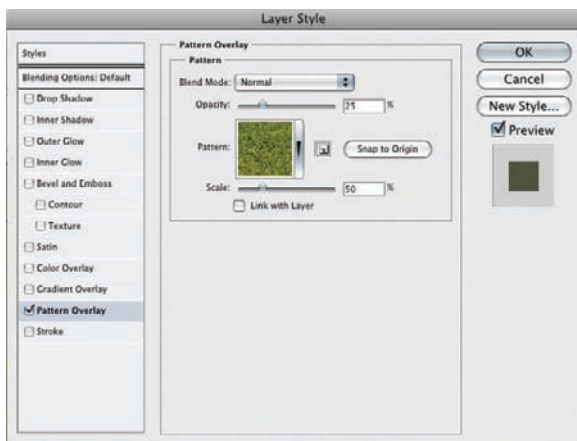 Layer Style
Styles
Blending Options: Default
Drop Shadow
Inner Shadow
Outer Glow
Inner Glow
Bevel and Emboss
Contour
Texture
Satin
Color Overlay
Gradient Overlay
Pattern Overlay
Stroke
Pattern Overlay
Pattern
Blend Mode: Normal
Opacity: 25 %
Pattern: Snap to Origin
Scale: 50 %
Link with Layer
OK
Cancel
New Style...
Preview